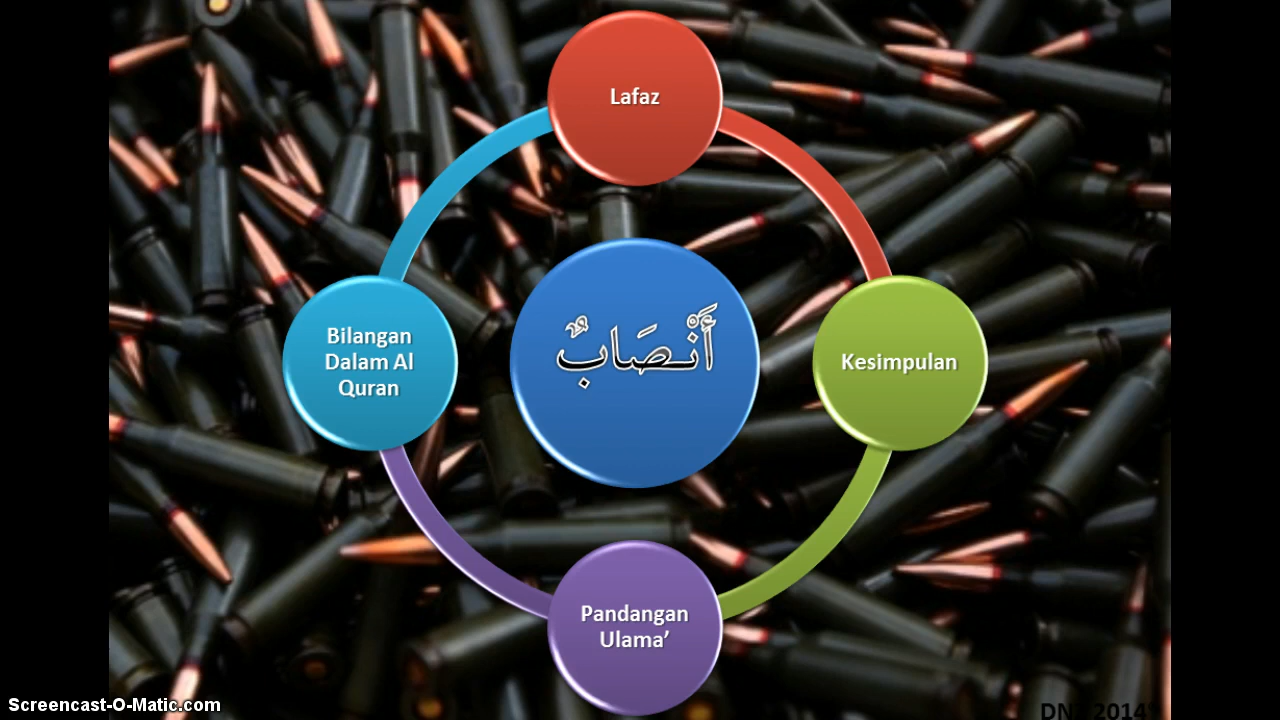 Lafaz
Bilangan
Dalam Al
Quran
أَنْصَابٌ
Kesimpulan
Pandangan
Ulama’
Screencast-O-Matic.com